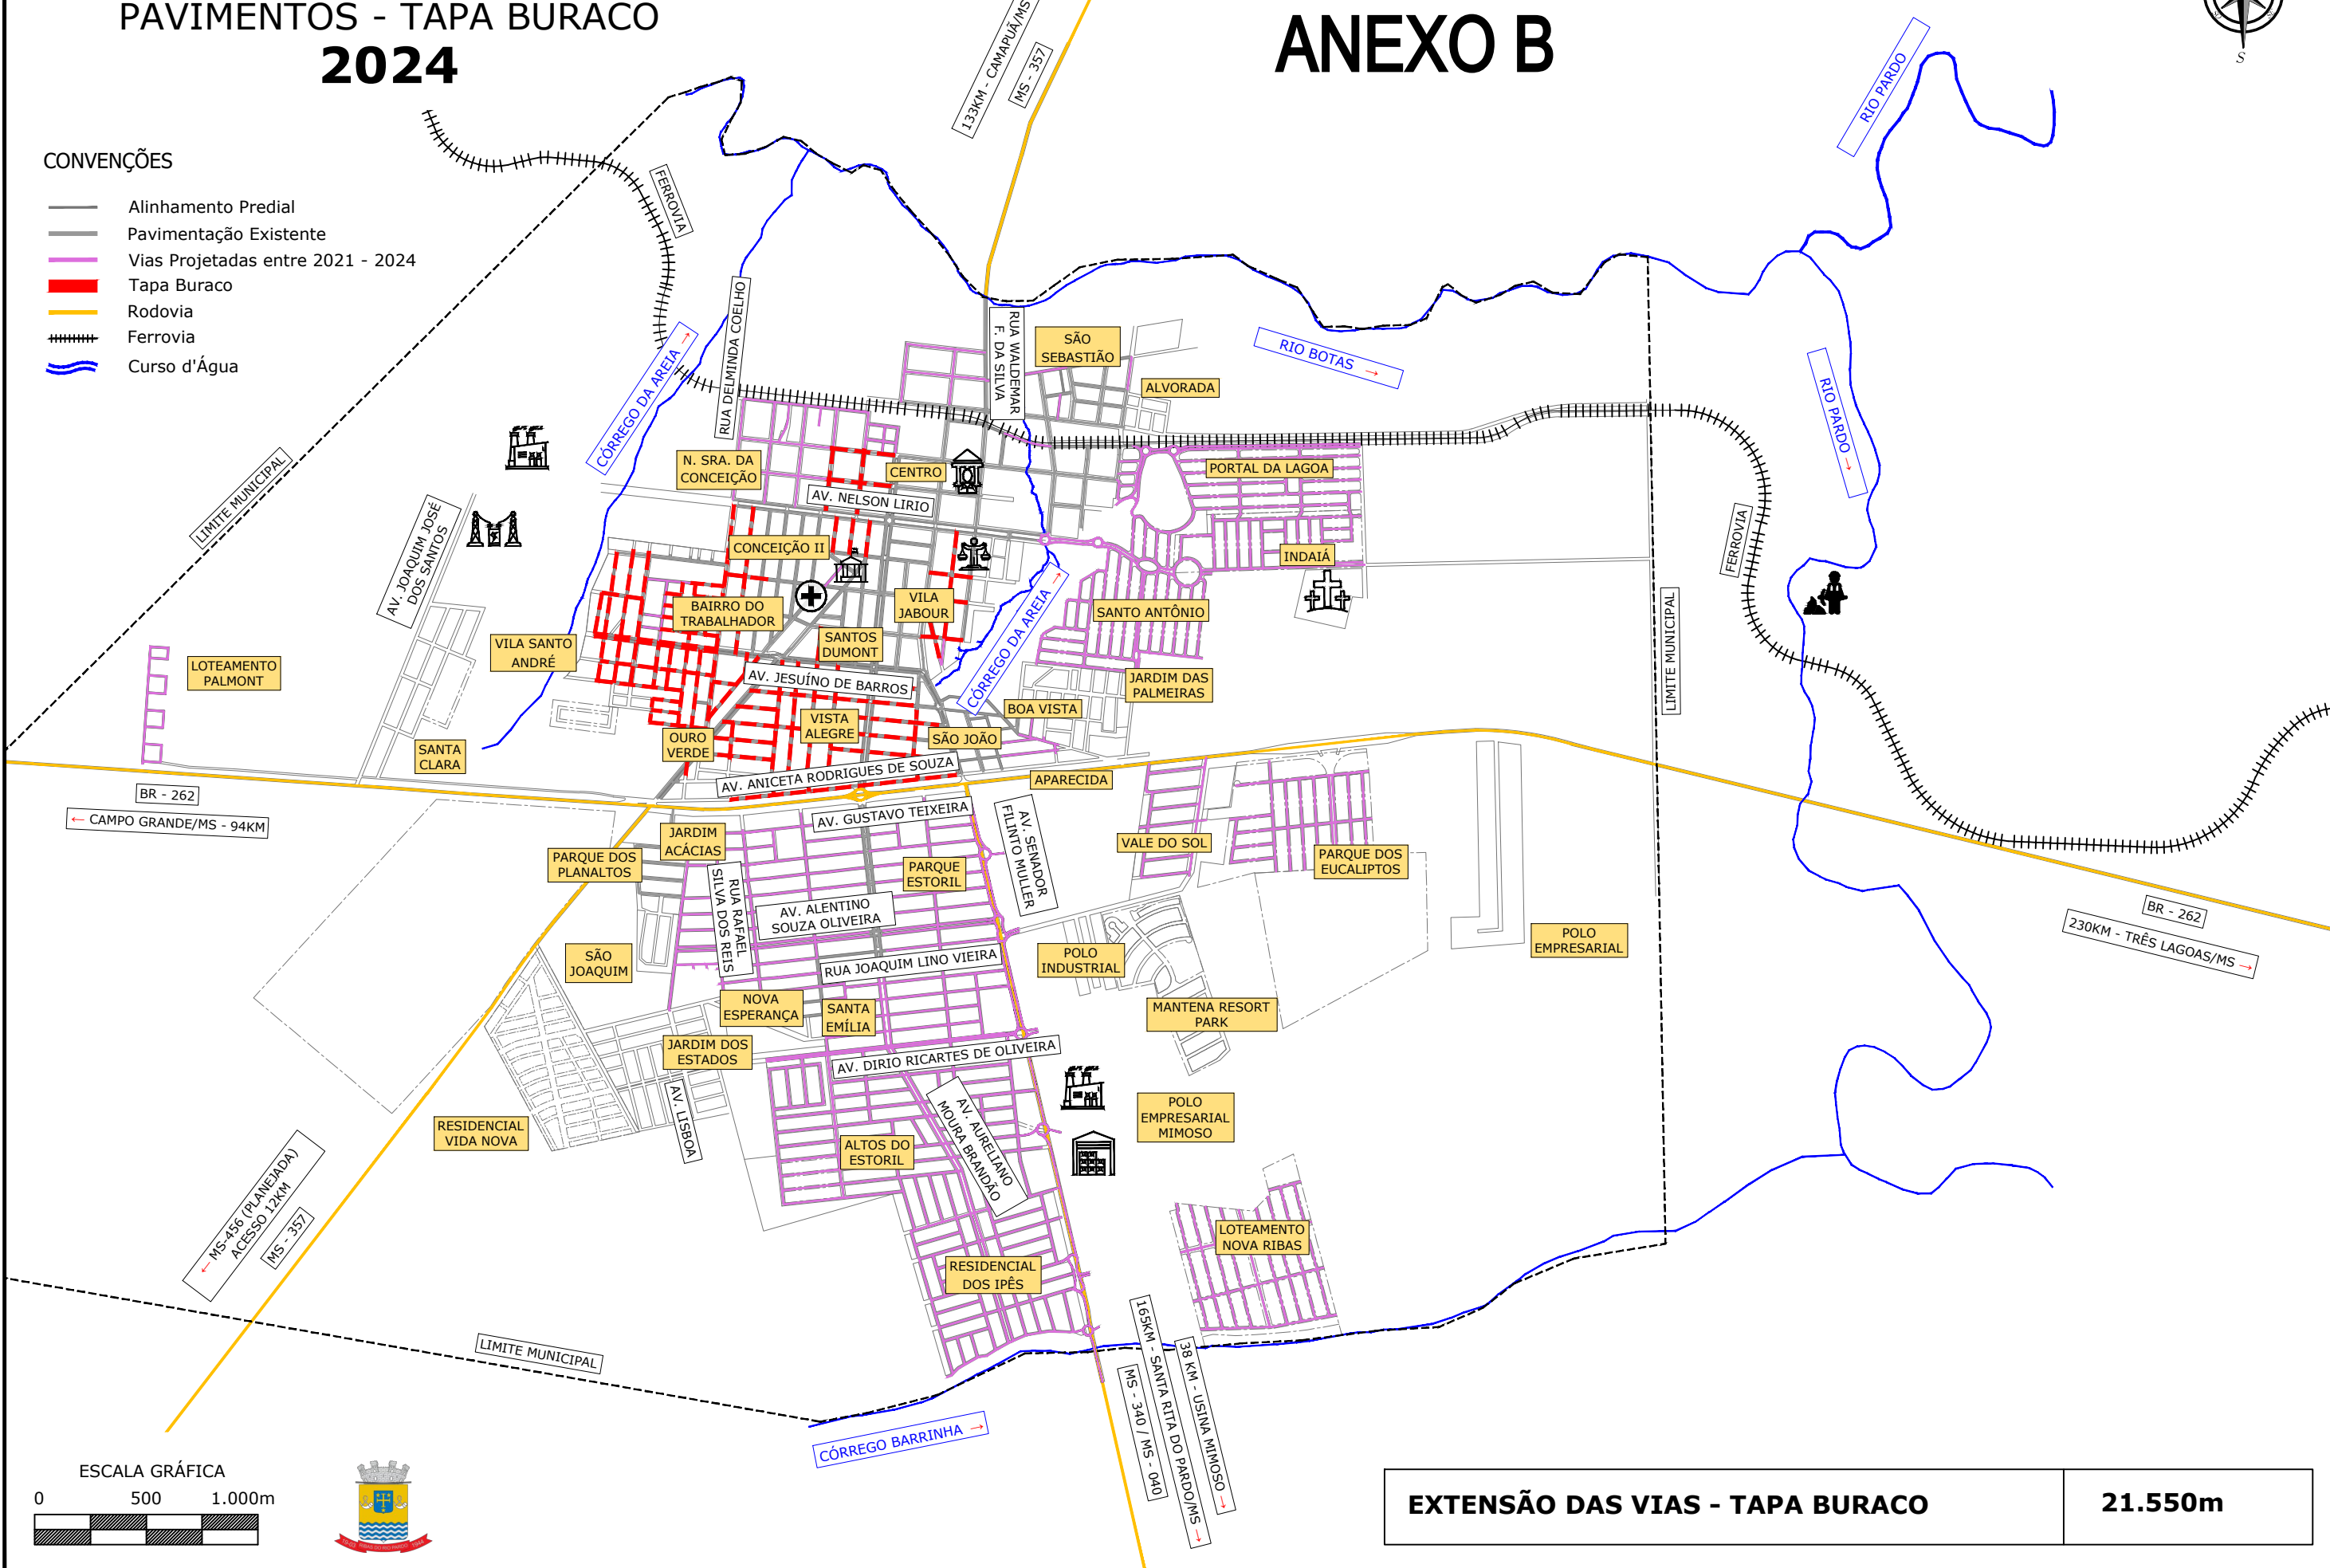 PAVIMENTOS - TAPA BURACO
2024
ANEXO B
S
CONVENÇÕES
Alinhamento Predial
Pavimentação Existente
Vias Projetadas entre 2021 - 2024
Tapa Buraco
Rodovia
Ferrovia
Curso d'Água
133KM - CAMAPUÃ/MS
MS - 357
RIO PARDO
FERROVIA
RUA DELMINDA COELHO
CÓRREGO DA AREIA →
RUA WALDEMAR
F. DA SILVA
SÃO
SEBASTIÃO
ALVORADA
RIO BOTAS →
RIO PARDO →
LIMITE MUNICIPAL
N. SRA. DA
CONCEIÇÃO
CENTRO
PORTAL DA LAGOA
AV. NELSON LIRIO
AV. JOAQUIM JOSÉ
DOS SANTOS
CONCEIÇÃO II
INDAIÁ
FERROVIA
BAIRRO DO
TRABALHADOR
VILA
JABOUR
CÓRREGO DA AREIA →
SANTO ANTÔNIO
LIMITE MUNICIPAL
VILA SANTO
ANDRÉ
SANTOS
DUMONT
LOTEAMENTO
PALMONT
AV. JESUÍNO DE BARROS
JARDIM DAS
PALMEIRAS
BOA VISTA
VISTA
ALEGRE
SÃO JOÃO
OURO
VERDE
SANTA
CLARA
AV. ANICETA RODRIGUES DE SOUZA
APARECIDA
BR - 262
← CAMPO GRANDE/MS - 94KM
AV. GUSTAVO TEIXEIRA
AV. SENADOR
FILINTO MULLER
JARDIM
ACÁCIAS
VALE DO SOL
PARQUE DOS
PLANALTOS
PARQUE
ESTORIL
PARQUE DOS
EUCALIPTOS
RUA RAFAEL
SILVA DOS REIS
AV. ALENTINO
SOUZA OLIVEIRA
BR - 262
230KM - TRÊS LAGOAS/MS →
POLO
EMPRESARIAL
SÃO
JOAQUIM
RUA JOAQUIM LINO VIEIRA
POLO
INDUSTRIAL
NOVA
ESPERANÇA
SANTA
EMÍLIA
MANTENA RESORT
PARK
JARDIM DOS
ESTADOS
AV. DIRIO RICARTES DE OLIVEIRA
AV. LISBOA
AV. AURELIANO
MOURA BRANDÃO
RESIDENCIAL
VIDA NOVA
POLO
EMPRESARIAL
MIMOSO
ALTOS DO
ESTORIL
← MS-456 (PLANEJADA)
ACESSO 12KM
MS - 357
LOTEAMENTO
NOVA RIBAS
RESIDENCIAL
DOS IPÊS
LIMITE MUNICIPAL
165KM - SANTA RITA DO PARDO/MS →
38 KM - USINA MIMOSO →
MS - 340 / MS - 040
CÓRREGO BARRINHA →
ESCALA GRÁFICA
0 500 1.000m
RIBAS DO RIO PARDO
EXTENSÃO DAS VIAS - TAPA BURACO 21.550m